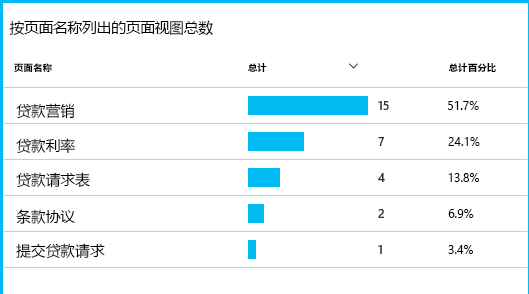 按页面名称列出的页面视图总数
页面名称 总计 总计百分比
贷款营销 15 51.7%
贷款利率 7 24.1%
贷款请求表 4 13.8%
条款协议 2 6.9%
提交贷款请求 1 3.4%